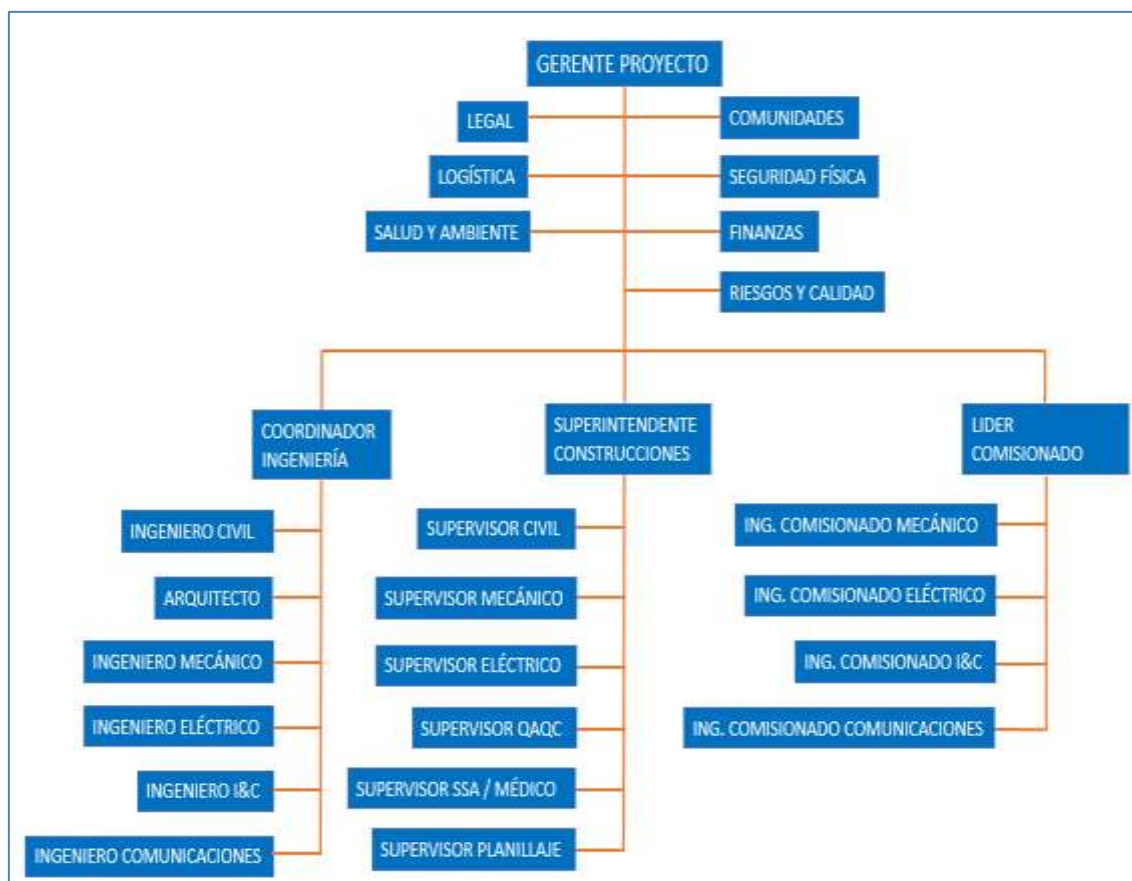 GERENTE PROYECTO
LEGAL
COMUNIDADES
LOGÍSTICA
SEGURIDAD FÍSICA
SALUD Y AMBIENTE
FINANZAS
RIESGOS Y CALIDAD
COORDINADOR
INGENIERÍA
INGENIERO CIVIL
ARQUITECTO
INGENIERO MECÁNICO
INGENIERO ELÉCTRICO
INGENIERO I&C
INGENIERO COMUNICACIONES
SUPERINTENDENTE
CONSTRUCCIONES
SUPERVISOR CIVIL
SUPERVISOR MECÁNICO
SUPERVISOR ELÉCTRICO
SUPERVISOR QAQC
SUPERVISOR SSA / MÉDICO
SUPERVISOR PLANILLAJE
LIDER
COMISIONADO
ING. COMISIONADO MECÁNICO
ING. COMISIONADO ELÉCTRICO
ING. COMISIONADO I&C
ING. COMISIONADO COMUNICACIONES